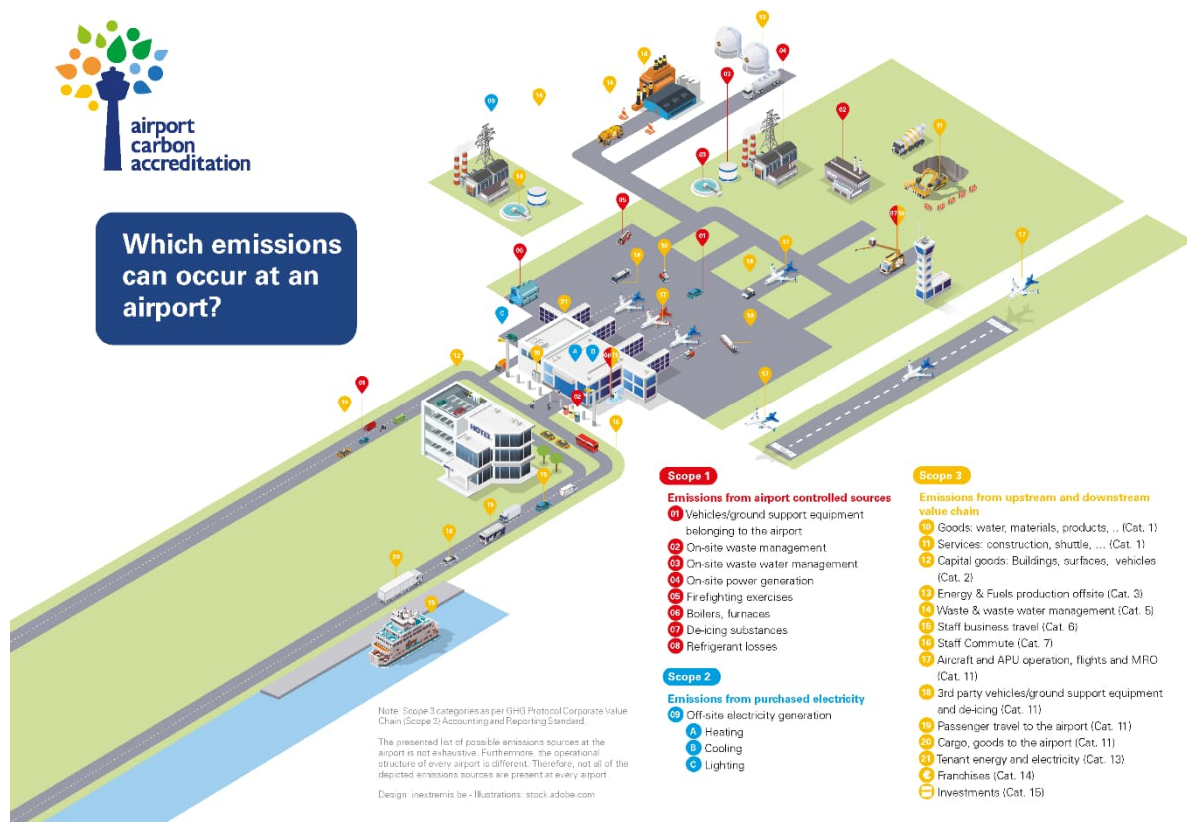 airport
carbon
accreditation
Which emissions
can occur at an
airport?
HOTEL
Scope 1
Emissions from airport controlled sources
01 Vehicles/ground support equipment
belonging to the airport
02 On-site waste management
03 On-site waste water management
04 On-site power generation
05 Firefighting exercises
06 Boilers, furnaces
07 De-icing substances
08 Refrigerant losses
Scope 2
Emissions from purchased electricity
09 Off-site electricity generation
A Heating
B Cooling
C Lighting
Scope 3
Emissions from upstream and downstream
value chain
10 Goods: water, materials, products, .. (Cat. 1)
11 Services: construction, shuttle, ... (Cat. 1)
12 Capital goods: Buildings, surfaces, vehicles
(Cat. 2)
13 Energy & Fuels production offsite (Cat. 3)
14 Waste & waste water management (Cat. 5)
15 Staff business travel (Cat. 6)
16 Staff Commute (Cat. 7)
17 Aircraft and APU operation, flights and MRO
(Cat. 11)
18 3rd party vehicles/ground support equipment
and de-icing (Cat. 11)
19 Passenger travel to the airport (Cat. 11)
20 Cargo, goods to the airport (Cat. 11)
21 Tenant energy and electricity (Cat. 13)
€ Franchises (Cat. 14)
Investments (Cat. 15)
Note: Scope 3 categories as per GHG Protocol Corporate Value
Chain (Scope 3) Accounting and Reporting Standard.
The presented list of possible emissions sources at the
airport is not exhaustive. Furthermore, the operational
structure of every airport is different. Therefore, not all of the
depicted emissions sources are present at every airport.
Design: inextremis.be - Illustrations: stock.adobe.com